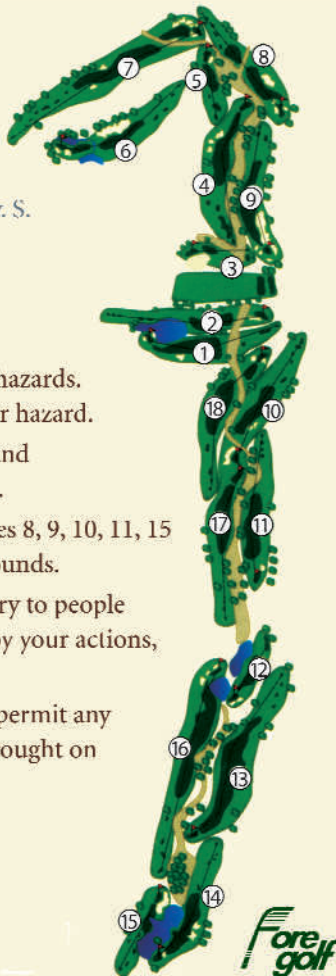 7
8
5
6
4
9
r. S.
3
2
1
hazards.
r hazard.
18
10
and
.
17
11
es 8, 9, 10, 11, 15
ounds.
ry to people
by your actions,
12
permit any
16
ought on
13
14
15
Fore
golf